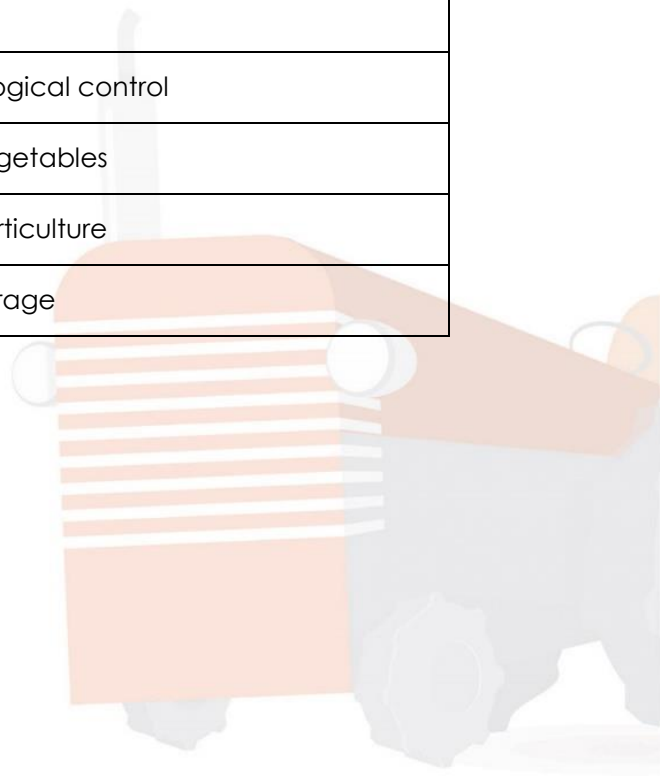 ogical control
getables
rticulture
rage